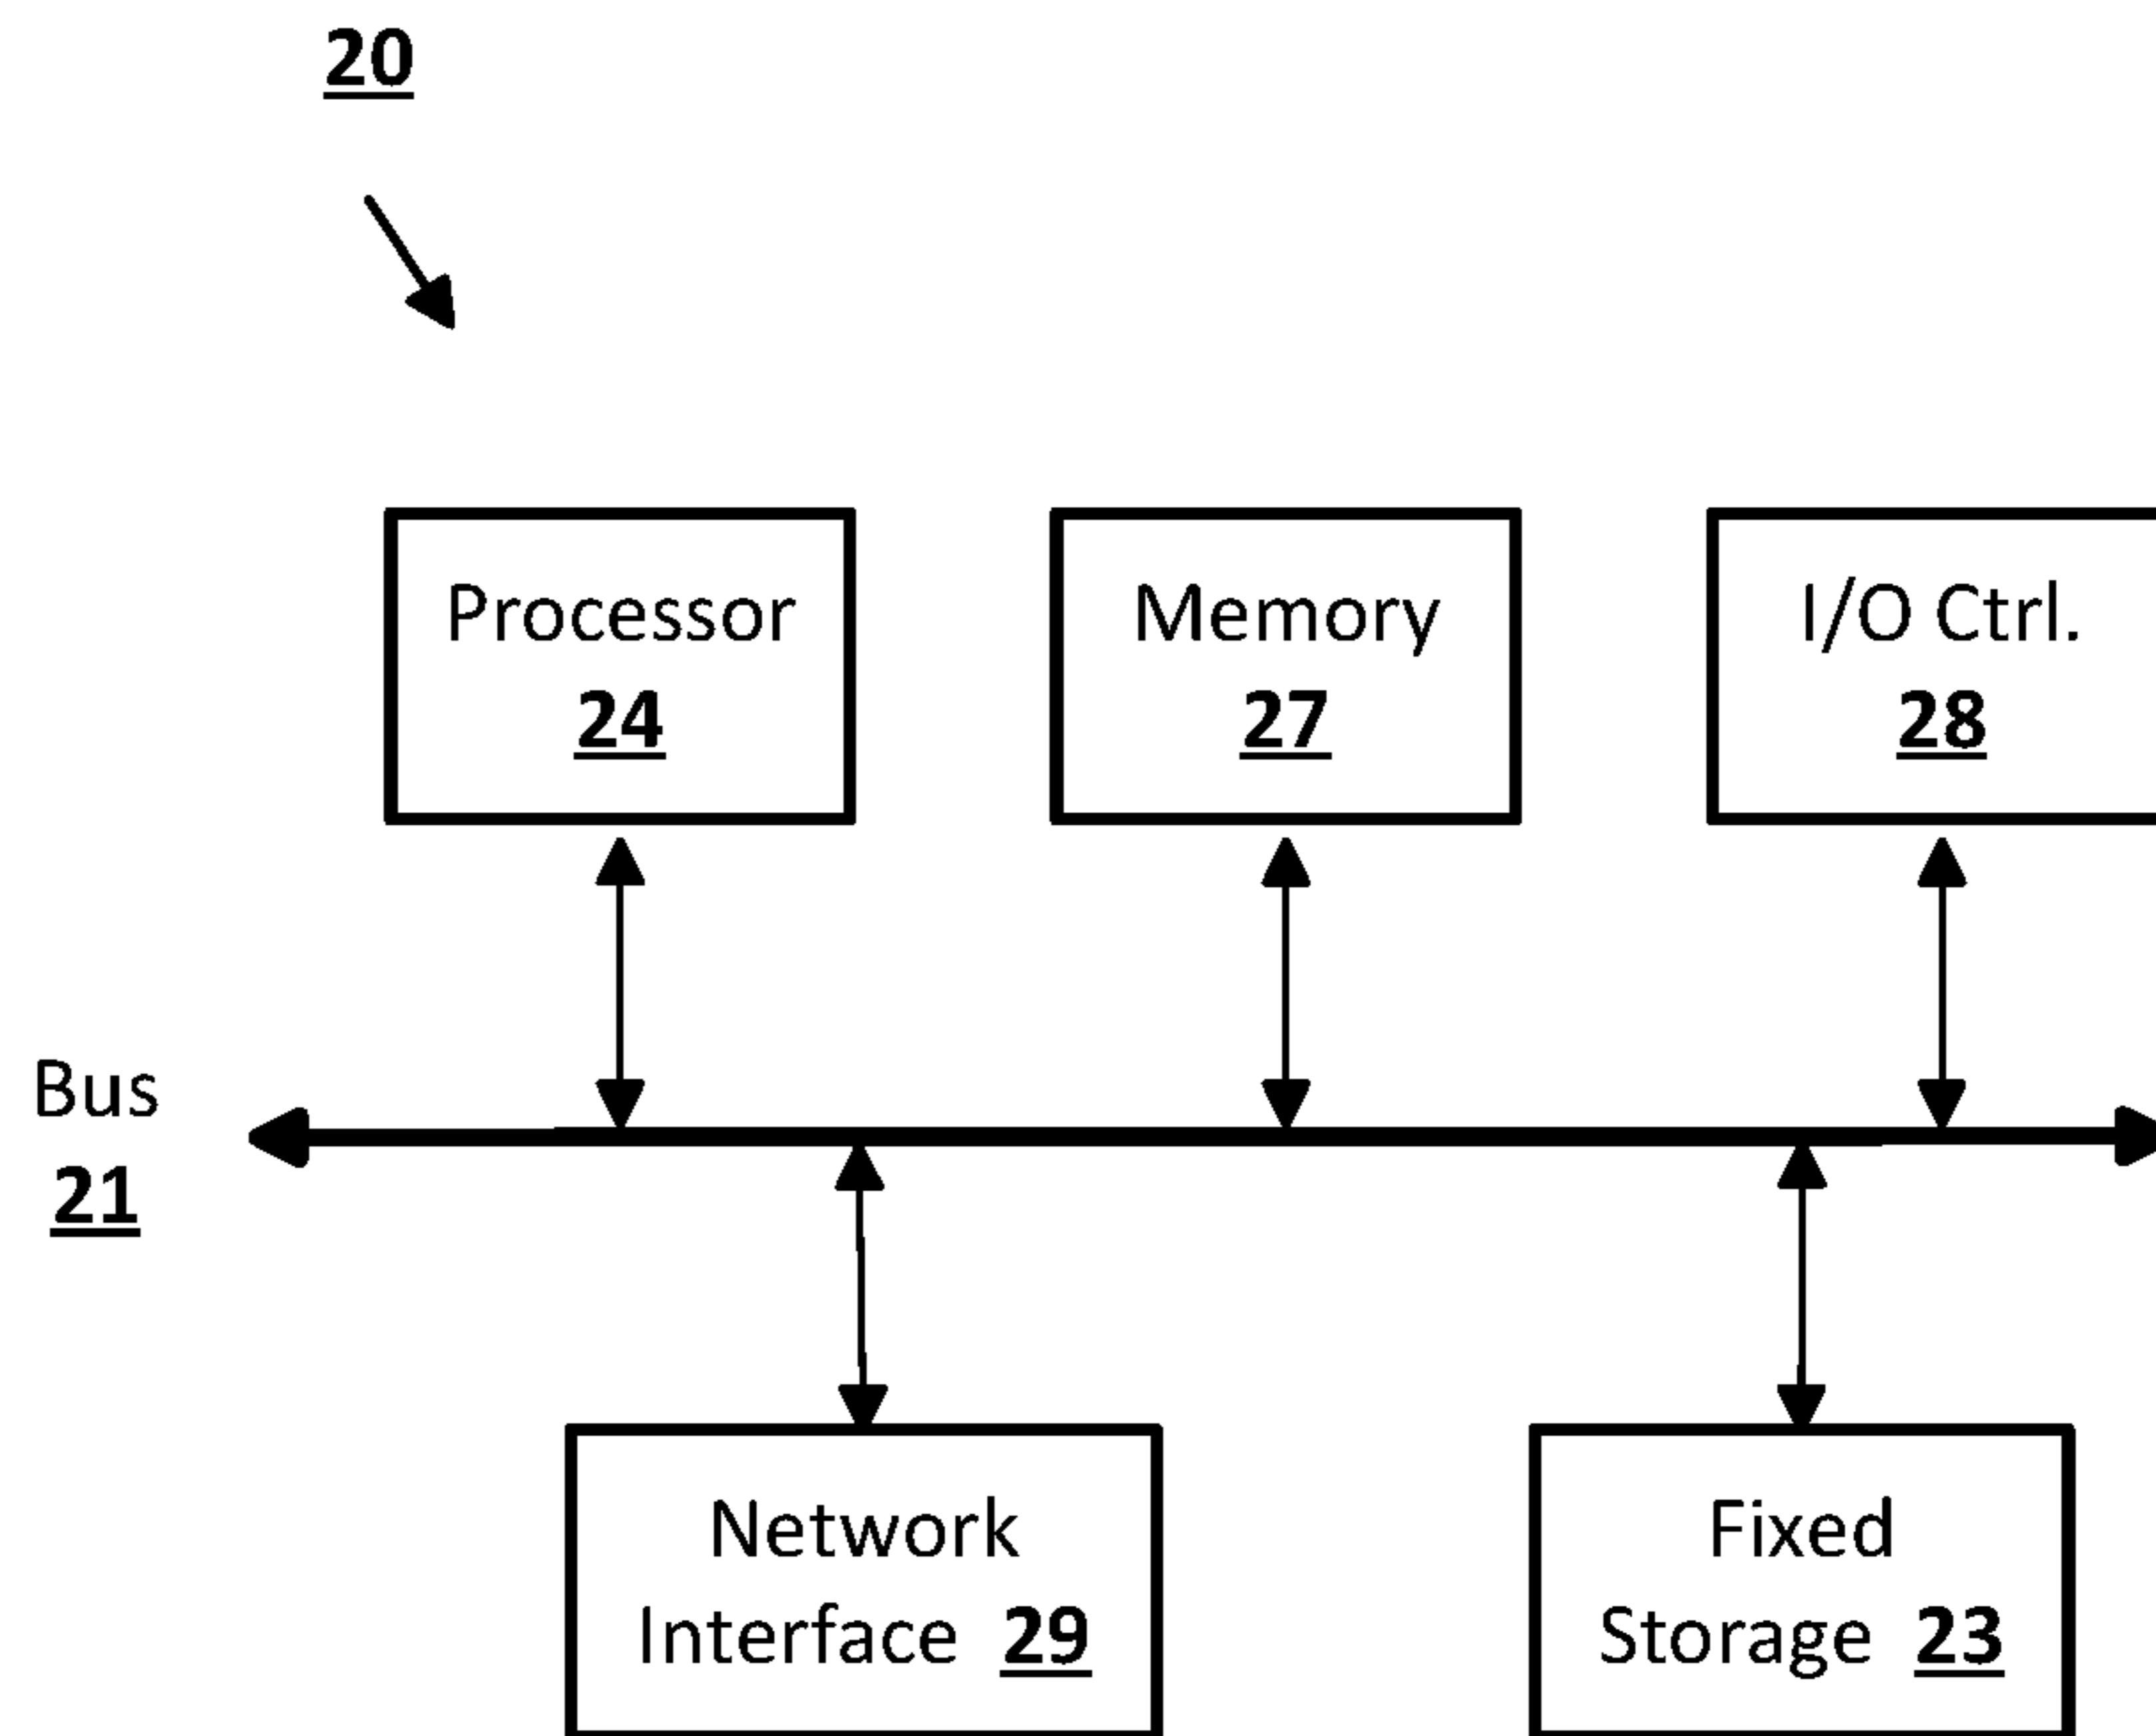 20
Processor
24
Memory
27
I/O Ctrl.
28
Bus
21
Network
Interface 29
Fixed
Storage 23